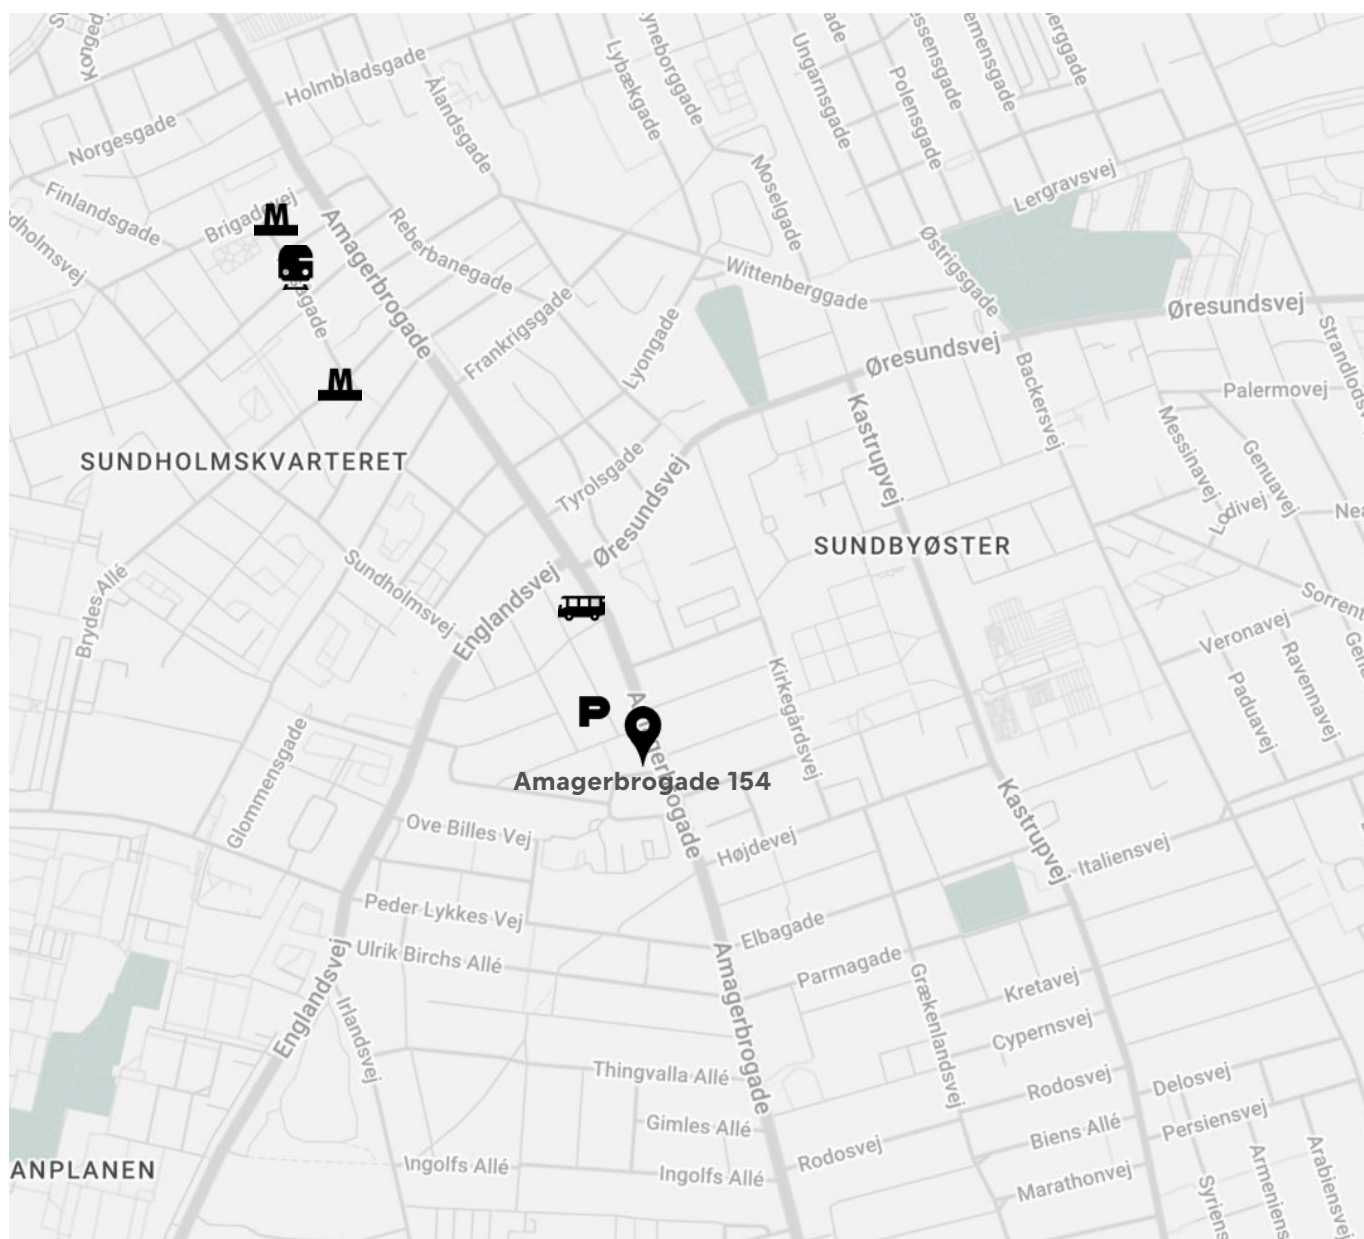 Holmbladsgade
Ålandsgade
Lybækgade
Ungarnsgade
Polensgade
Norgesgade
Moselgade
Lergravsvej
Finlandsgade
Brigadevej
M
Amagerbrogade
Reberbanegade
Østrigsgade
Wittenberggade
Øresundsvej
Frankrigsgade
Lyongade
Øresundsvej
Backersvej
M
Palermovej
Kastrupvej
Messinavej
Genuavej
SUNDHOLMSKVARTERET
Tyrolsgade
Øresundsvej
Lodivej
SUNDBYØSTER
Sundholmsvej
Englandsvej
Brydes Allé
Veronavej
Ravennavej
Kirkegårdsvej
Paduavej
P
Amagerbrogade
Amagerbrogade 154
Glommensgade
Kastrupvej
Ove Billes Vej
Højdevej
Italiensvej
Peder Lykkes Vej
Elbagade
Ulrik Birchs Allé
Parmagade
Englandsvej
Amagerbrogade
Grækenlandsvej
Kretavej
Irlandsvej
Cypernsvej
Thingvalla Allé
Rodosvej
Delosvej
Gimles Allé
Biens Allé
Persiensvej
Rodosvej
Arabiensvej
ANPLANEN
Ingolfs Allé
Ingolfs Allé
Marathonvej